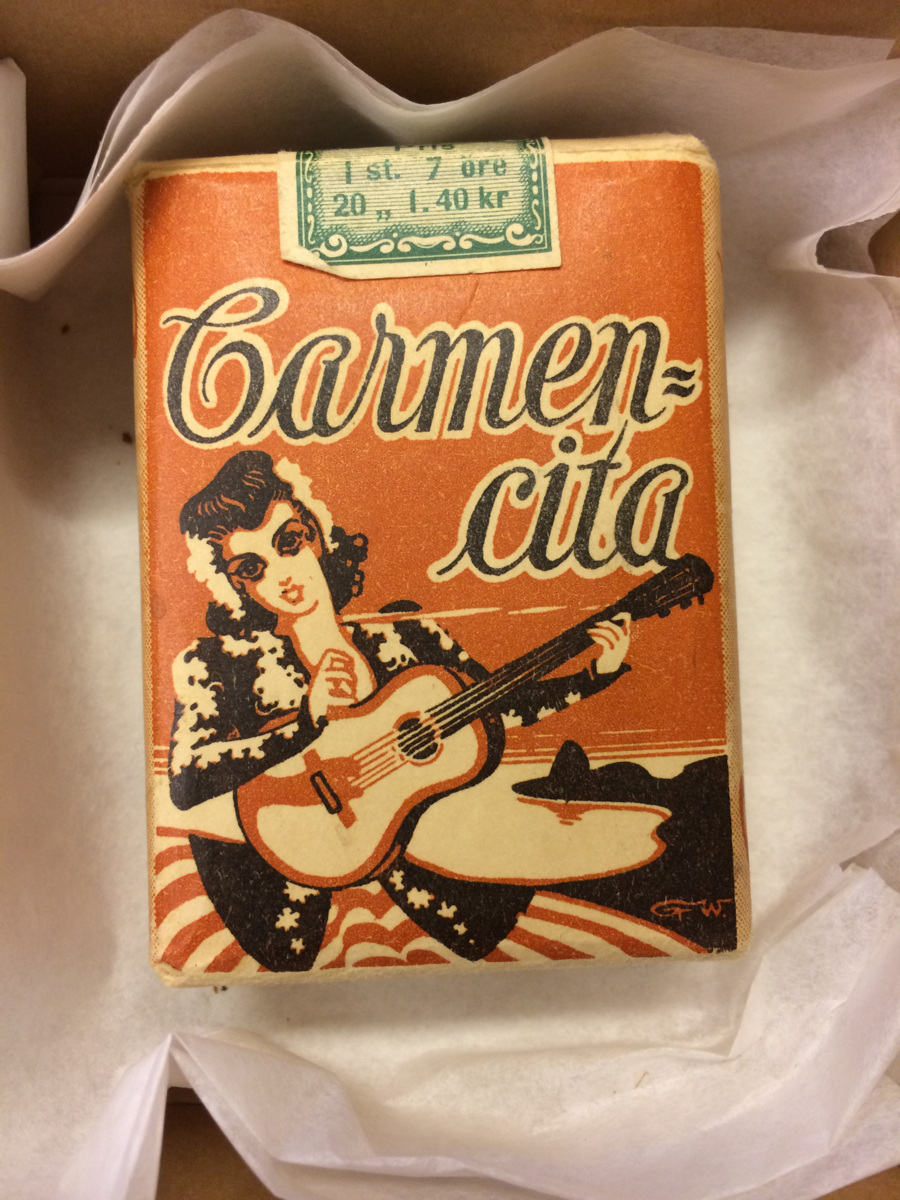 1 st. 7 öre
20 „ 1.40 kr
Carmen-
cita
G W.